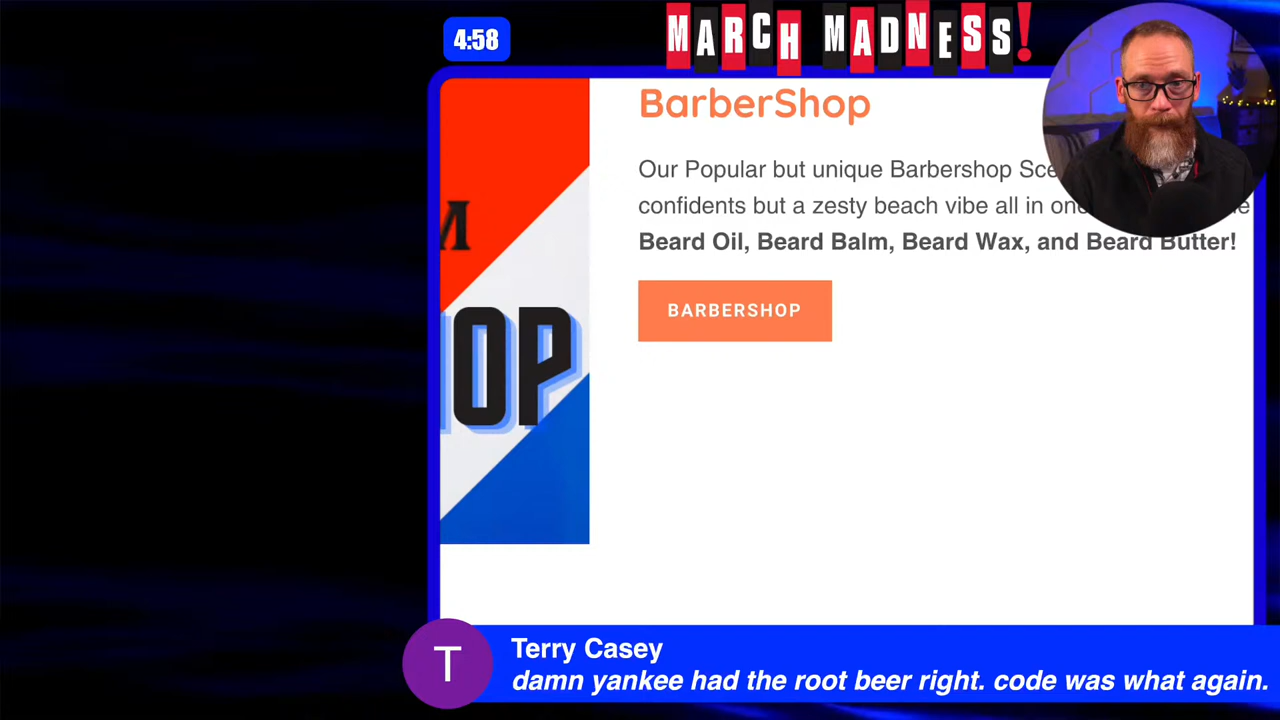 4:58
MARCH MADNESS!
BarberShop
Our Popular but unique Barbershop
confidents but a zesty beach vibe all in one
Beard Oil, Beard Balm, Beard Wax, and Beard Butter!
BARBERSHOP
M
OP
T
Terry Casey
damn yankee had the root beer right. code was what again.